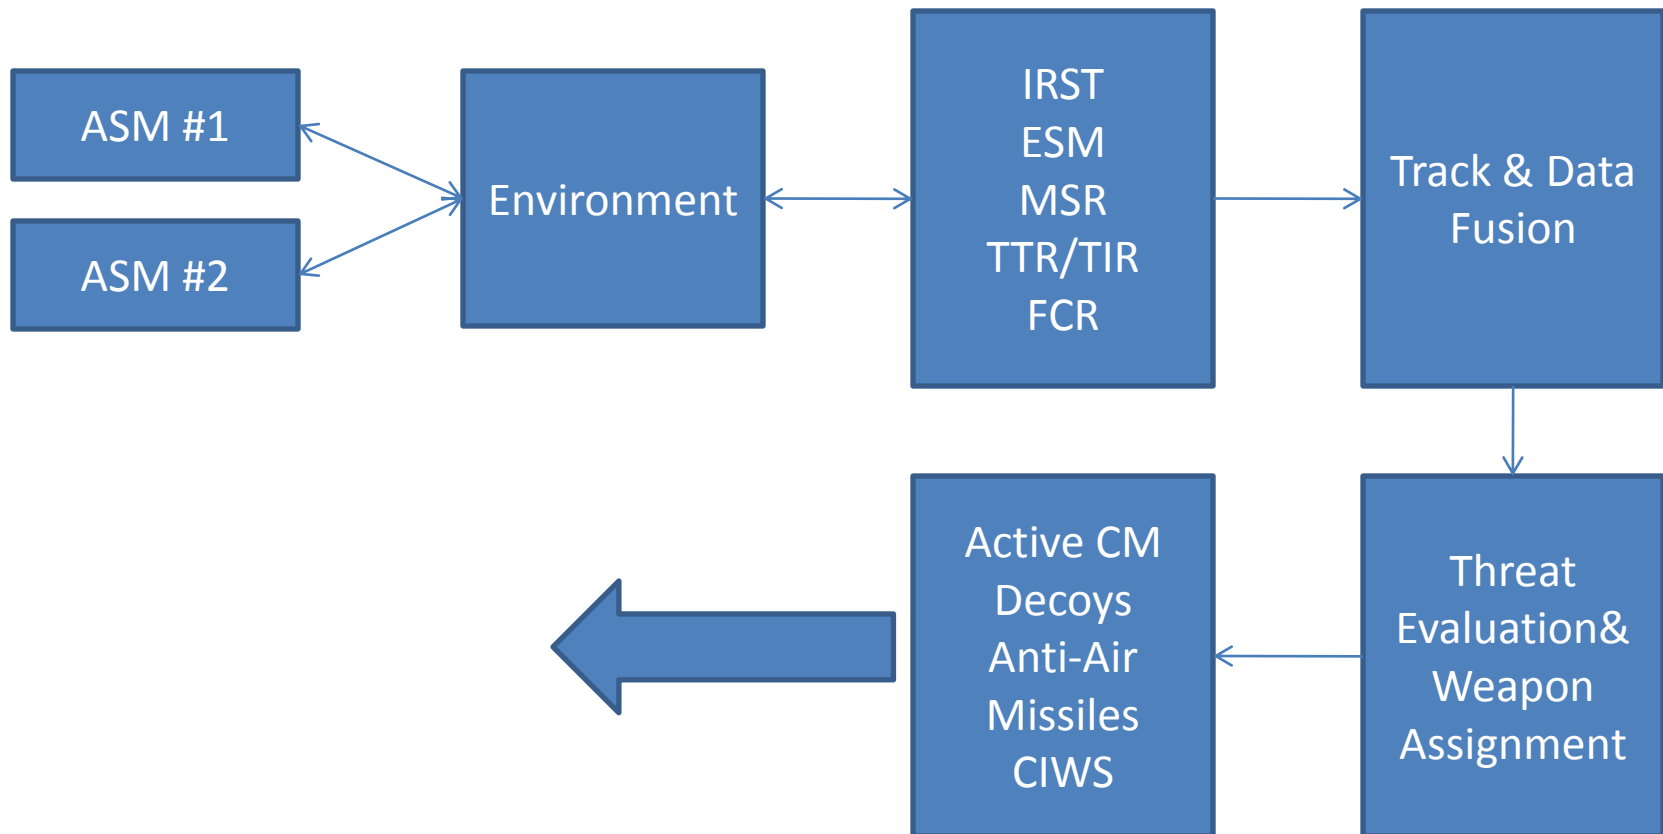 ASM #1
ASM #2
Environment
IRST
ESM
MSR
TTR/TIR
FCR
Track & Data
Fusion
Active CM
Decoys
Anti-Air
Missiles
CIWS
Threat
Evaluation&
Weapon
Assignment